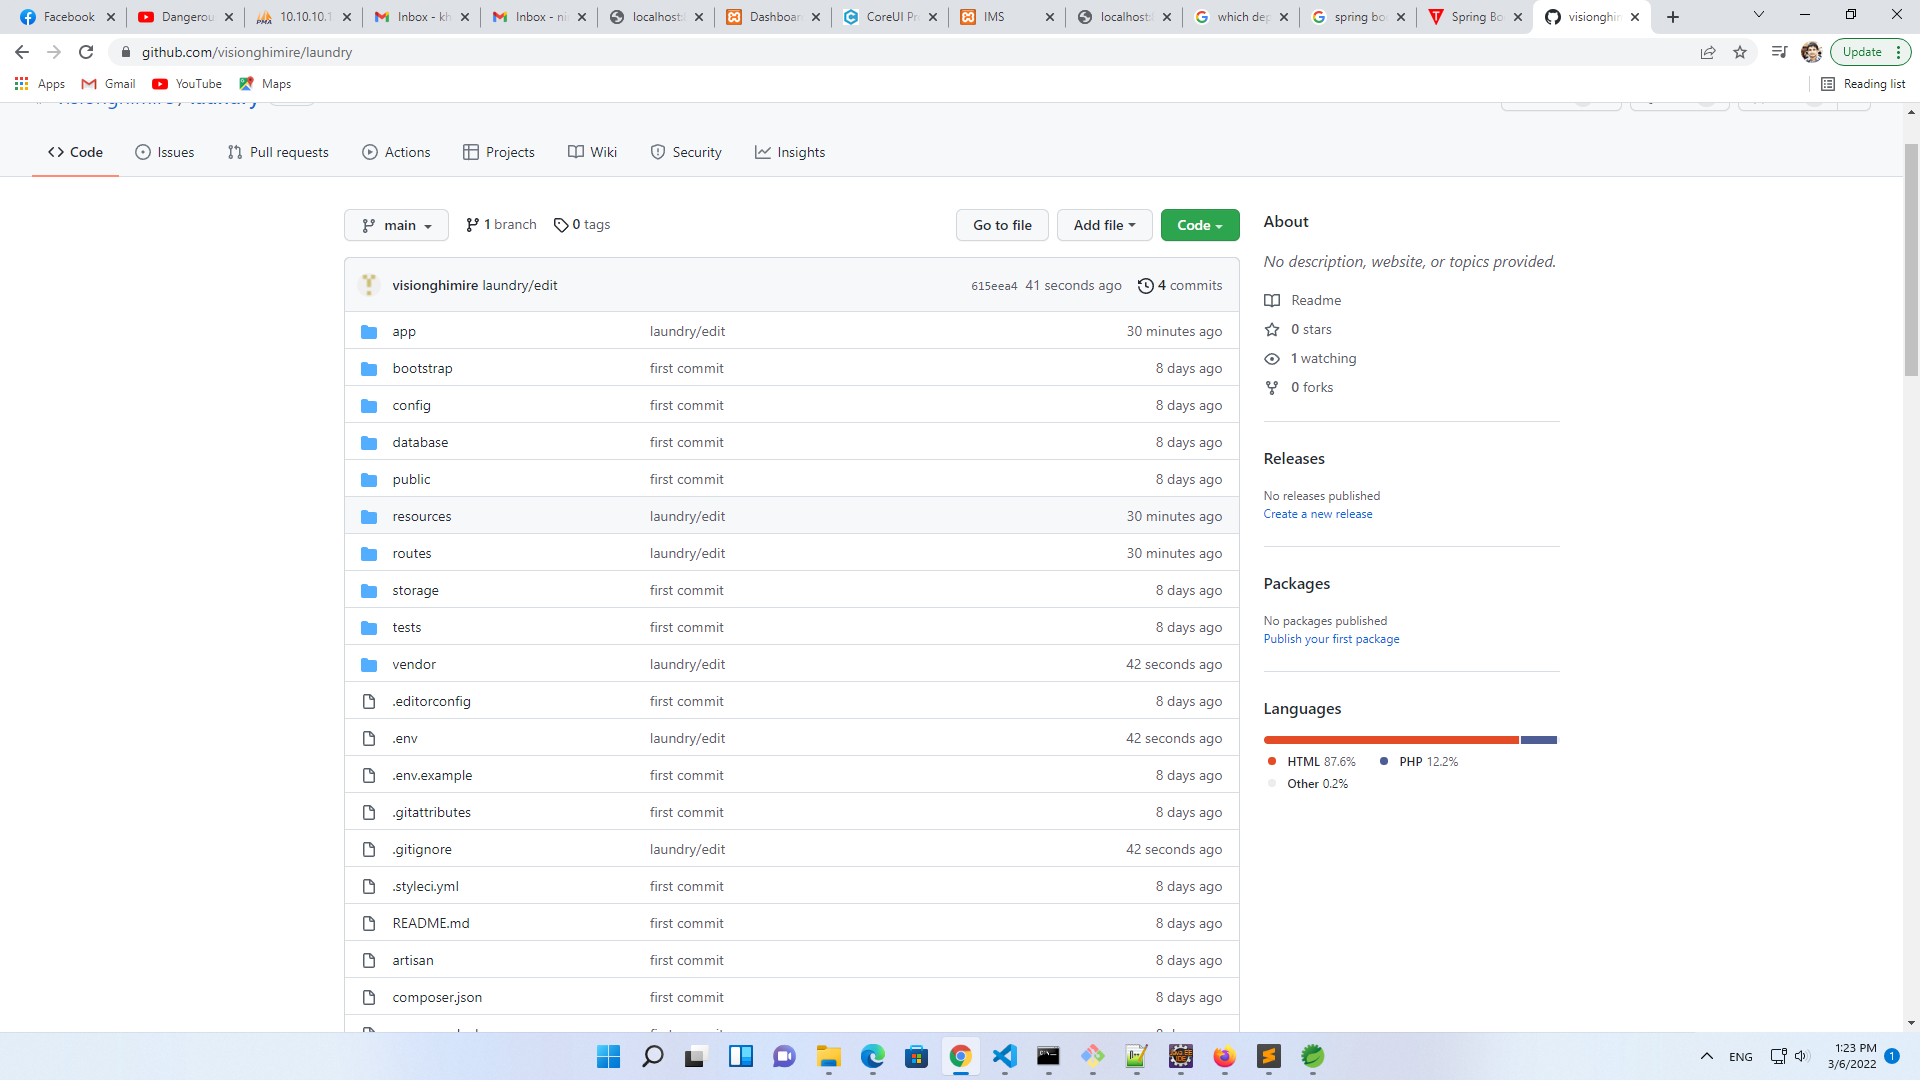 Facebook
Dangerou
10.10.10.1
Inbox - kh
Inbox - ni
localhost:
Dashboar
CoreUI Pr
IMS
localhost:
which dep
spring bo
Spring Bo
visionghim
github.com/visionghimire/laundry
Update
Apps
Gmail
YouTube
Maps
Reading list
visionghimire / laundry
Code
Issues
Pull requests
Actions
Projects
Wiki
Security
Insights
main
1 branch
0 tags
Go to file
Add file
Code
visionghimire laundry/edit 615eea4 41 seconds ago 4 commits
app laundry/edit 30 minutes ago
bootstrap first commit 8 days ago
config first commit 8 days ago
database first commit 8 days ago
public first commit 8 days ago
resources laundry/edit 30 minutes ago
routes laundry/edit 30 minutes ago
storage first commit 8 days ago
tests first commit 8 days ago
vendor laundry/edit 42 seconds ago
.editorconfig first commit 8 days ago
.env laundry/edit 42 seconds ago
.env.example first commit 8 days ago
.gitattributes first commit 8 days ago
.gitignore laundry/edit 42 seconds ago
.styleci.yml first commit 8 days ago
README.md first commit 8 days ago
artisan first commit 8 days ago
composer.json first commit 8 days ago
About
No description, website, or topics provided.
Readme
0 stars
1 watching
0 forks
Releases
No releases published
Create a new release
Packages
No packages published
Publish your first package
Languages
HTML 87.6%
PHP 12.2%
Other 0.2%
ENG
1:23 PM
3/6/2022
1